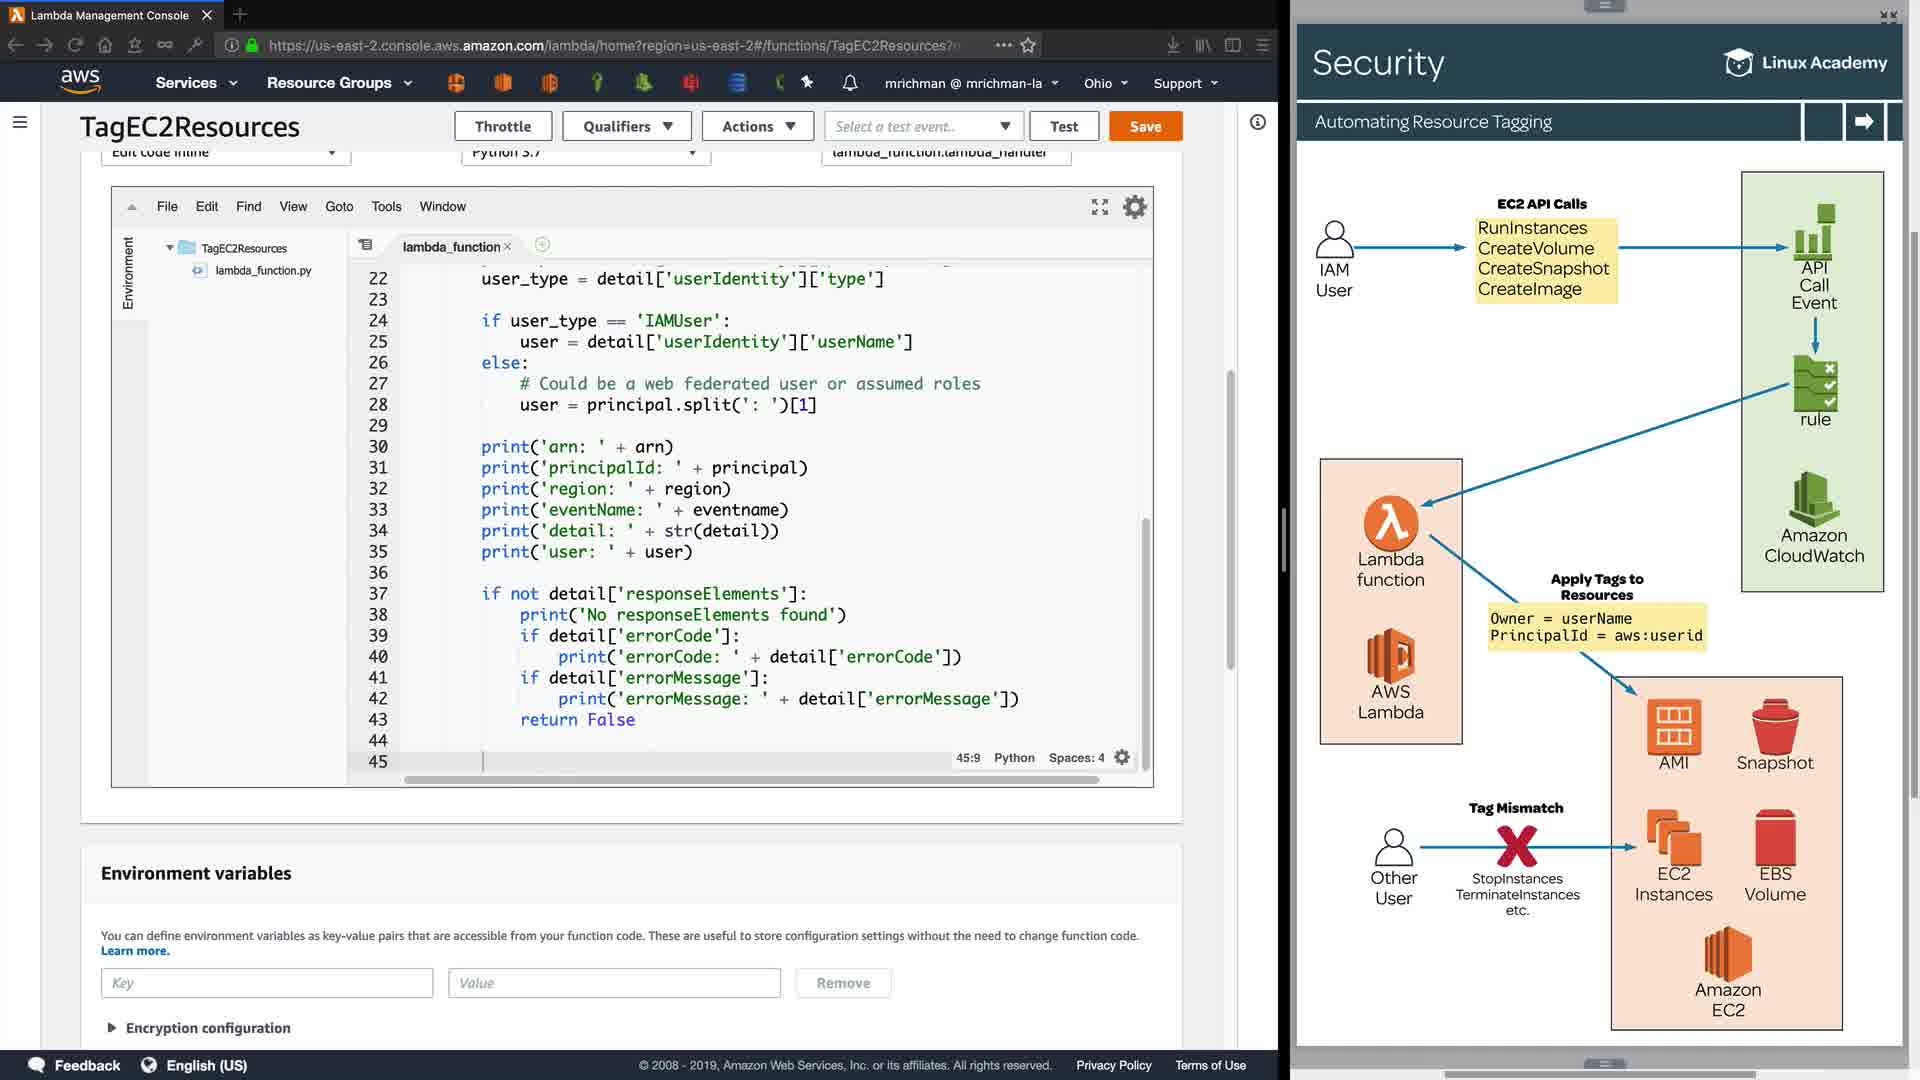 Lambda Management Console
https://us-east-2.console.aws.amazon.com/lambda/home?region=us-east-2#/functions/TagEC2Resources?
aws
Services
Resource Groups
mrichman @ mrichman-la
Ohio
Support
TagEC2Resources
Throttle
Qualifiers
Actions
Select a test event..
Test
Save
Edit code inline
Python 3.7
lambda_function.lambda_handler
File Edit Find View Goto Tools Window
Environment
TagEC2Resources
lambda_function.py
lambda_function
22 user_type = detail['userIdentity']['type']
23
24 if user_type == 'IAMUser':
25 user = detail['userIdentity']['userName']
26 else:
27 # Could be a web federated user or assumed roles
28 user = principal.split(': ')[1]
29
30 print('arn: ' + arn)
31 print('principalId: ' + principal)
32 print('region: ' + region)
33 print('eventName: ' + eventname)
34 print('detail: ' + str(detail))
35 print('user: ' + user)
36
37 if not detail['responseElements']:
38 print('No responseElements found')
39 if detail['errorCode']:
40 print('errorCode: ' + detail['errorCode'])
41 if detail['errorMessage']:
42 print('errorMessage: ' + detail['errorMessage'])
43 return False
44
45
45:9 Python Spaces: 4
Environment variables
You can define environment variables as key-value pairs that are accessible from your function code. These are useful to store configuration settings without the need to change function code.
Learn more.
Key
Value
Remove
Encryption configuration
Feedback
English (US)
© 2008 - 2019, Amazon Web Services, Inc. or its affiliates. All rights reserved.
Privacy Policy
Terms of Use
Security
Linux Academy
Automating Resource Tagging
IAM
User
EC2 API Calls
RunInstances
CreateVolume
CreateSnapshot
CreateImage
API
Call
Event
rule
Amazon
CloudWatch
Lambda
function
AWS
Lambda
Apply Tags to
Resources
Owner = userName
PrincipalId = aws:userid
AMI
Snapshot
Tag Mismatch
Other
User
StopInstances
TerminateInstances
etc.
EC2
Instances
EBS
Volume
Amazon
EC2